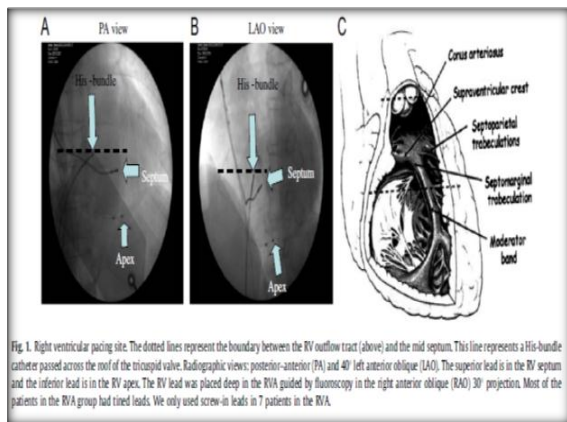 A
PA view
B
LAO view
C
His -bundle
Septum
Apex
His -bundle
Septum
Apex
Conus arteriosus
Supraventricular crest
Septoparietal
trabeculations
Septomarginal
trabeculation
Moderator
band
Fig. 1. Right ventricular pacing site. The dotted lines represent the boundary between the RV outflow tract (above) and the mid septum. This line represents a His-bundle
catheter passed across the roof of the tricuspid valve. Radiographic views: posterior–anterior (PA) and 40° left anterior oblique (LAO). The superior lead is in the RV septum
and the inferior lead is in the RV apex. The RV lead was placed deep in the RVA guided by fluoroscopy in the right anterior oblique (RAO) 30° projection. Most of the
patients in the RVA group had tined leads. We only used screw-in leads in 7 patients in the RVA.